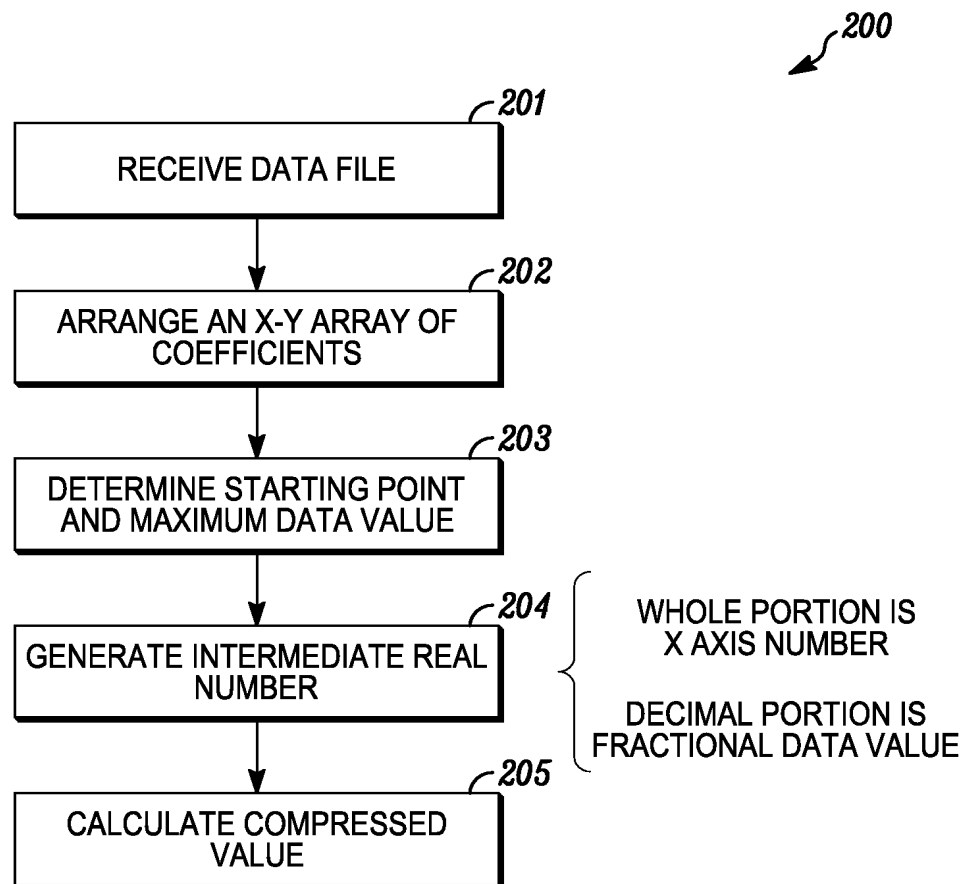 200
201
RECEIVE DATA FILE
202
ARRANGE AN X-Y ARRAY OF
COEFFICIENTS
203
DETERMINE STARTING POINT
AND MAXIMUM DATA VALUE
204
GENERATE INTERMEDIATE REAL
NUMBER
WHOLE PORTION IS
X AXIS NUMBER
DECIMAL PORTION IS
FRACTIONAL DATA VALUE
205
CALCULATE COMPRESSED
VALUE